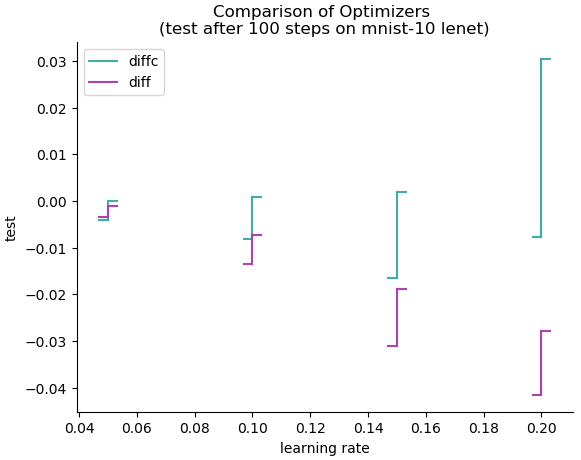 Comparison of Optimizers
(test after 100 steps on mnist-10 lenet)
diffc
diff
0.03
0.02
0.01
0.00
−0.01
−0.02
−0.03
−0.04
test
0.04 0.06 0.08 0.10 0.12 0.14 0.16 0.18 0.20
learning rate